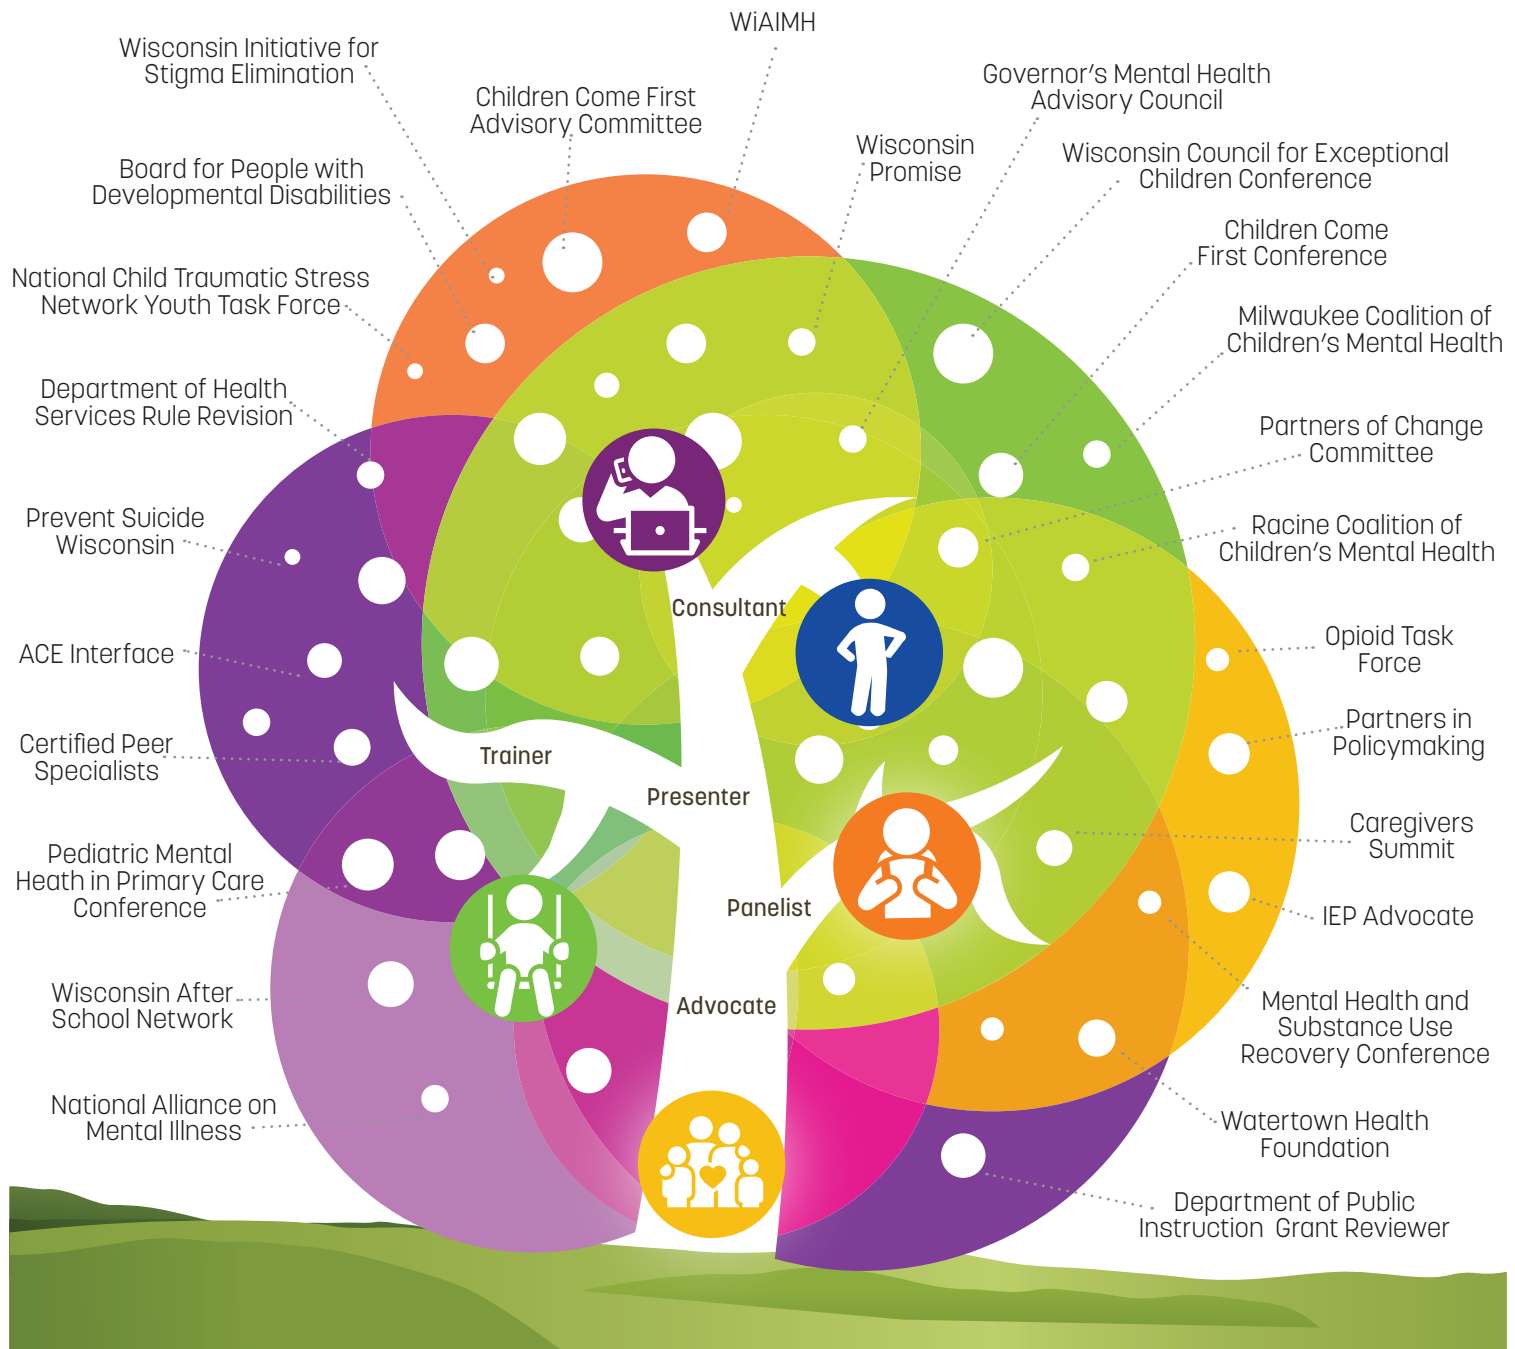 WiAIMH
Wisconsin Initiative for
Stigma Elimination
Children Come First
Advisory Committee
Governor’s Mental Health
Advisory Council
Wisconsin
Promise
Wisconsin Council for Exceptional
Children Conference
Board for People with
Developmental Disabilities
Children Come
First Conference
National Child Traumatic Stress
Network Youth Task Force
Milwaukee Coalition of
Children’s Mental Health
Department of Health
Services Rule Revision
Partners of Change
Committee
Prevent Suicide
Wisconsin
Racine Coalition of
Children’s Mental Health
Consultant
ACE Interface
Opioid Task
Force
Certified Peer
Specialists
Trainer
Partners in
Policymaking
Presenter
Pediatric Mental
Heath in Primary Care
Conference
Caregivers
Summit
Panelist
IEP Advocate
Wisconsin After
School Network
Advocate
Mental Health and
Substance Use
Recovery Conference
National Alliance on
Mental Illness
Watertown Health
Foundation
Department of Public
Instruction  Grant Reviewer